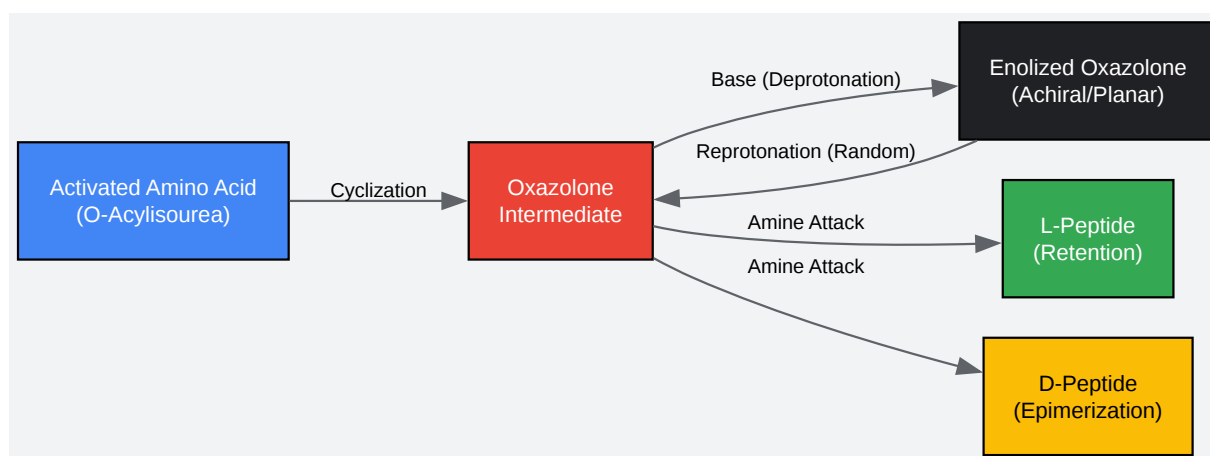 Activated Amino Acid
(O-Acylisourea)
Cyclization
Oxazolone
Intermediate
Base (Deprotonation)
Reprotonation (Random)
Amine Attack
Amine Attack
Enolized Oxazolone
(Achiral/Planar)
L-Peptide
(Retention)
D-Peptide
(Epimerization)